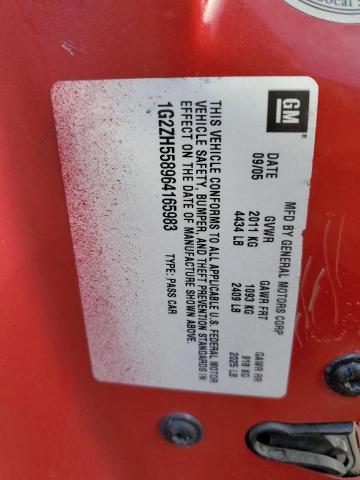 GM
MFD BY GENERAL MOTORS CORP
DATE GVWR GAWR FRT GAWR RR
09/05 2011 KG 1093 KG 918 KG
4434 LB 2409 LB 2025 LB
THIS VEHICLE CONFORMS TO ALL APPLICABLE U.S. FEDERAL MOTOR
VEHICLE SAFETY, BUMPER, AND THEFT PREVENTION STANDARDS IN
EFFECT ON THE DATE OF MANUFACTURE SHOWN ABOVE.
1G2ZH558964165983 TYPE: PASS CAR
Local